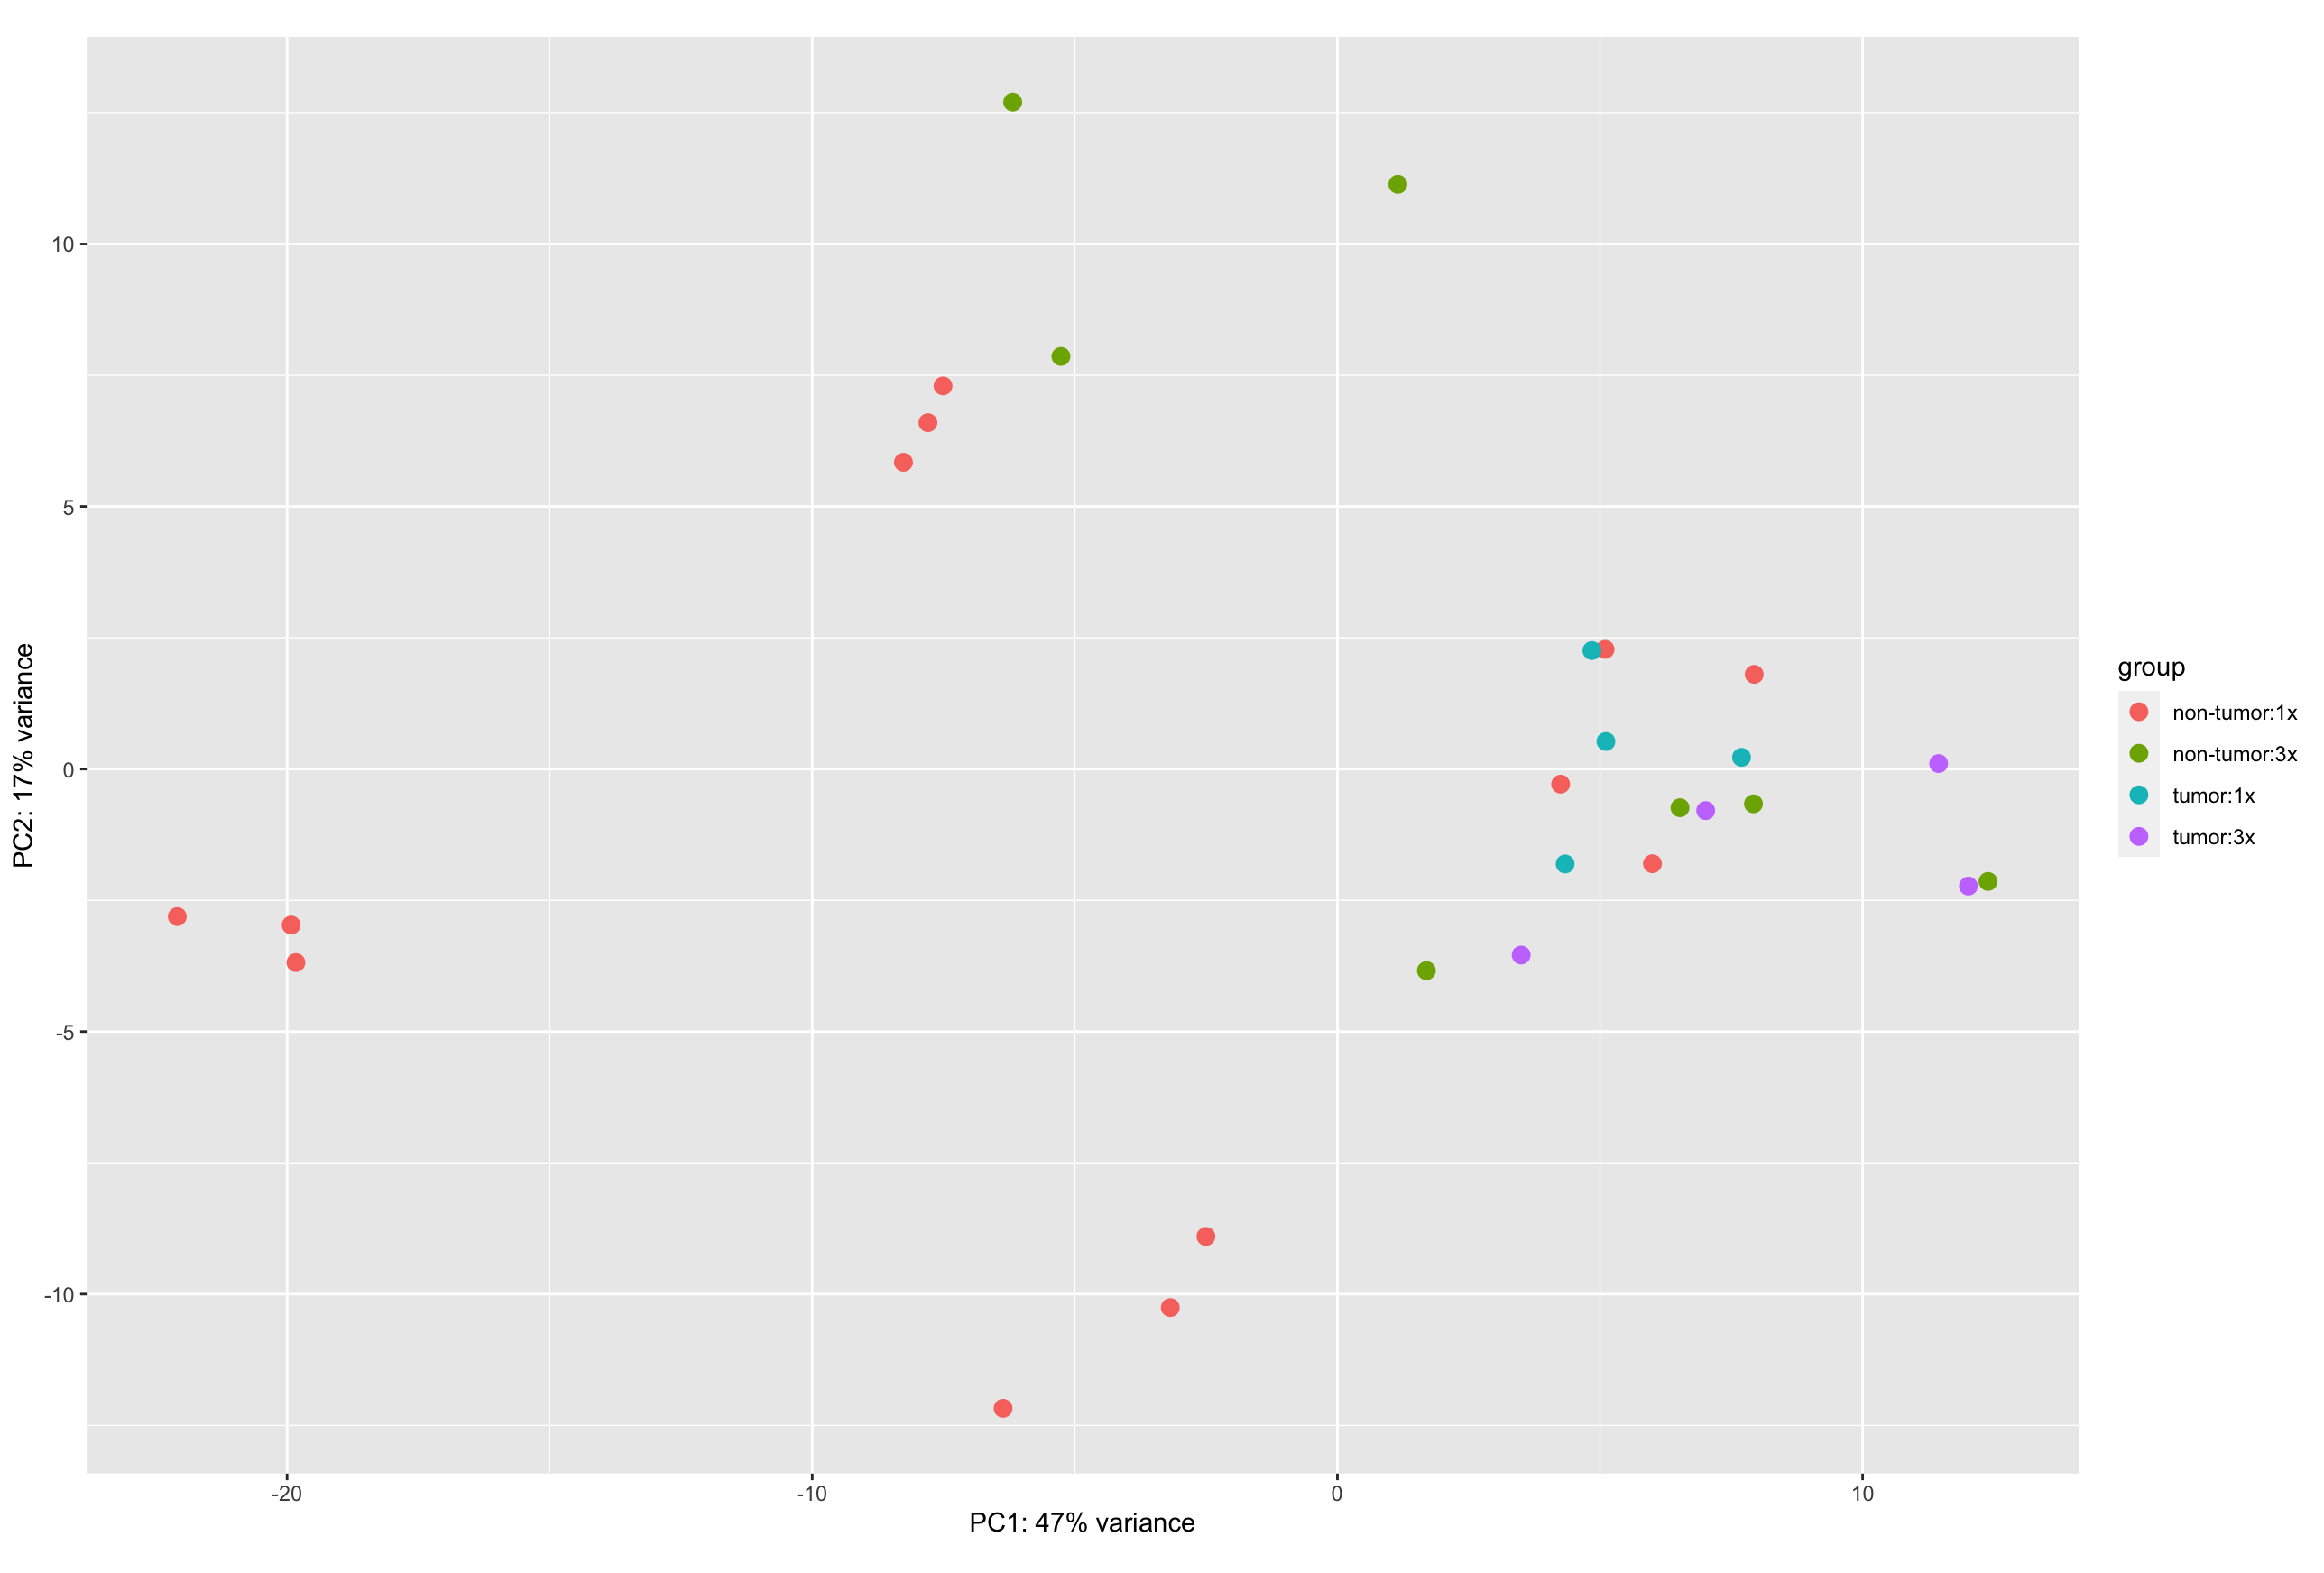 10
5
0
-5
-10
PC2: 17% variance
-20
-10
0
10
PC1: 47% variance
group
non-tumor:1x
non-tumor:3x
tumor:1x
tumor:3x